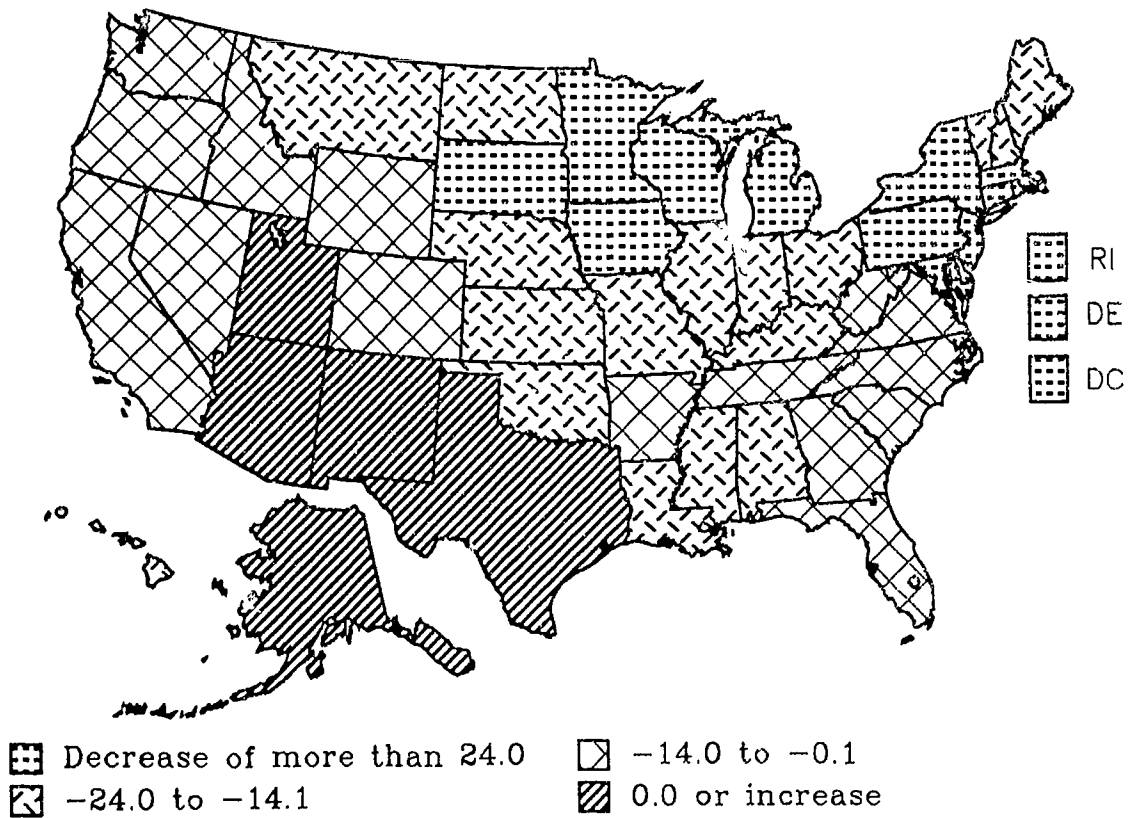 RI
DE
DC
Decrease of more than 24.0
-14.0 to -0.1
-24.0 to -14.1
0.0 or increase